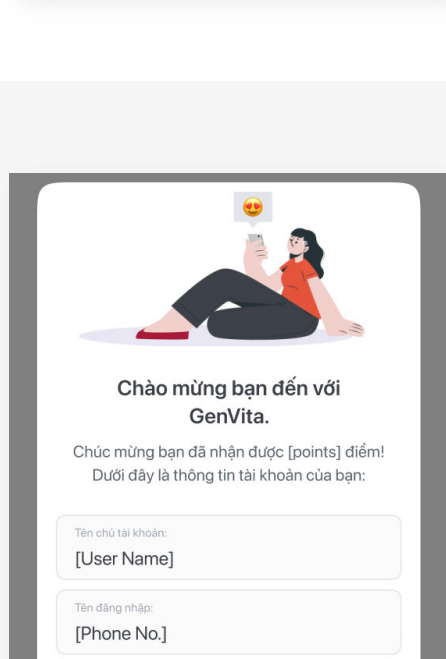 Chào mừng bạn đến với
GenVita.
Chúc mừng bạn đã nhận được [points] điểm!
Dưới đây là thông tin tài khoản của bạn:
Tên chủ tài khoản:
[User Name]
Tên đăng nhập:
[Phone No.]